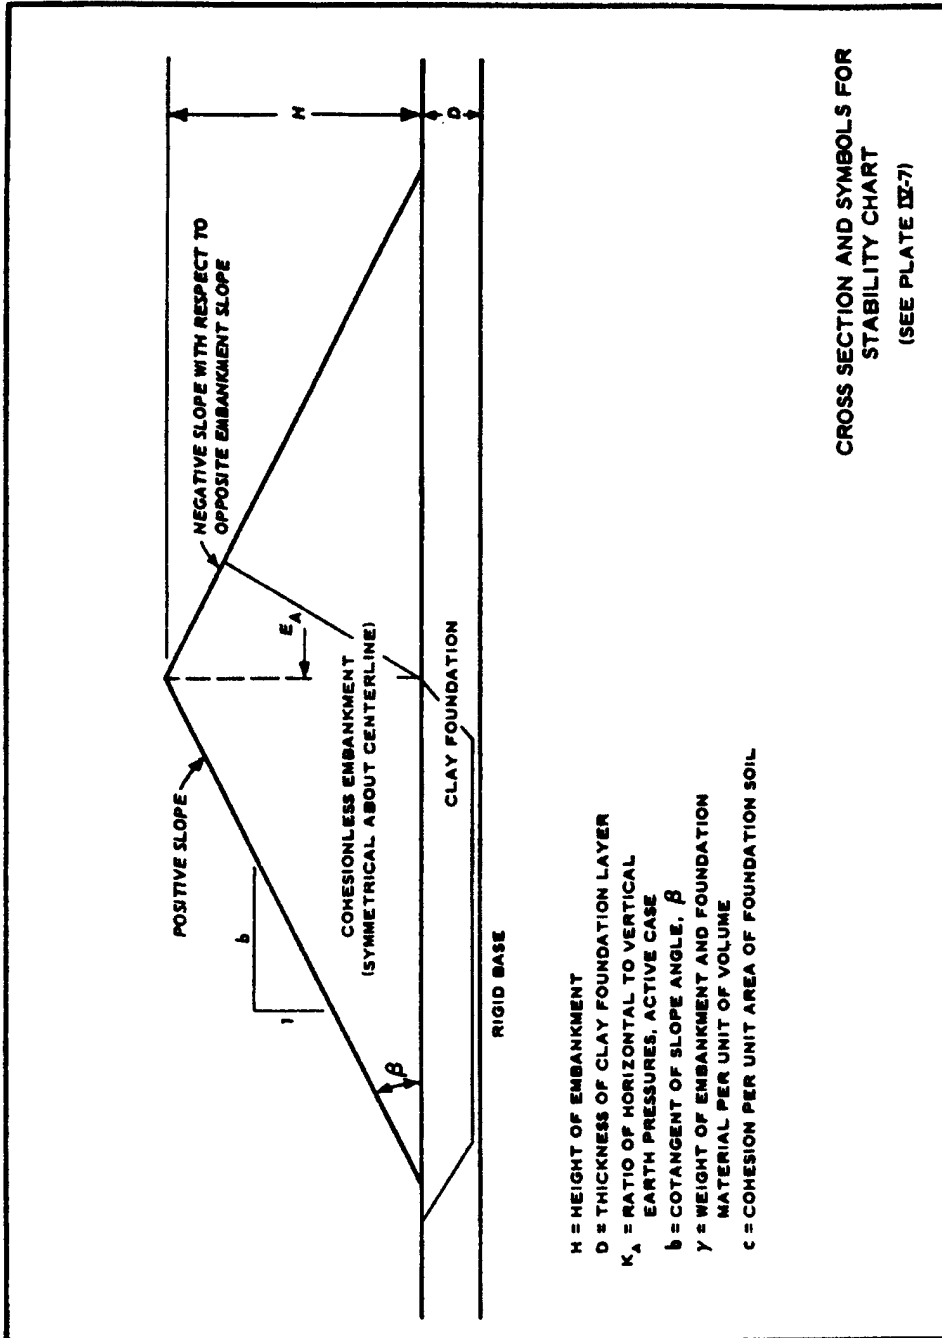 H
D
NEGATIVE SLOPE WITH RESPECT TO
OPPOSITE EMBANKMENT SLOPE
POSITIVE SLOPE
E_A
b
1
COHESIONLESS EMBANKMENT
(SYMMETRICAL ABOUT CENTERLINE)
β
CLAY FOUNDATION
RIGID BASE
H = HEIGHT OF EMBANKMENT
D = THICKNESS OF CLAY FOUNDATION LAYER
K_A = RATIO OF HORIZONTAL TO VERTICAL
EARTH PRESSURES, ACTIVE CASE
b = COTANGENT OF SLOPE ANGLE, β
γ = WEIGHT OF EMBANKMENT AND FOUNDATION
MATERIAL PER UNIT OF VOLUME
c = COHESION PER UNIT AREA OF FOUNDATION SOIL
CROSS SECTION AND SYMBOLS FOR
STABILITY CHART
(SEE PLATE IV-7)